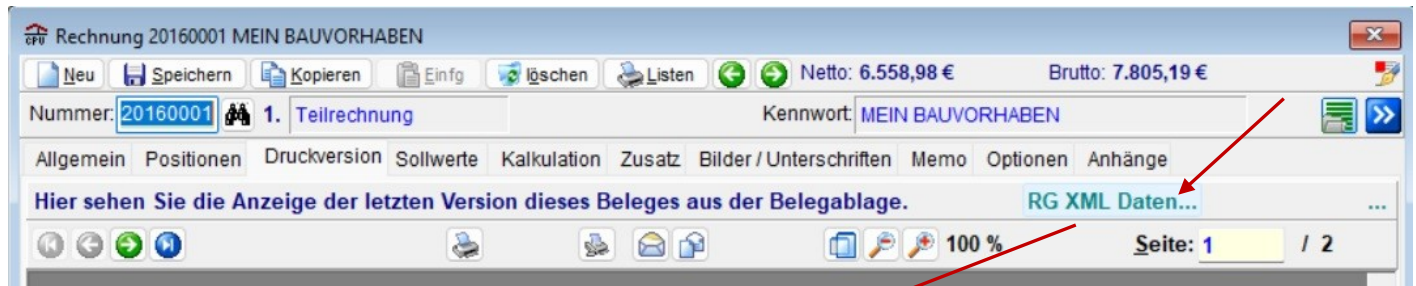 CPU Rechnung 20160001 MEIN BAUVORHABEN
Neu Speichern Kopieren Einfg löschen Listen Netto: 6.558,98 € Brutto: 7.805,19 €
Nummer: 20160001 1. Teilrechnung Kennwort: MEIN BAUVORHABEN
Allgemein Positionen Druckversion Sollwerte Kalkulation Zusatz Bilder / Unterschriften Memo Optionen Anhänge
Hier sehen Sie die Anzeige der letzten Version dieses Beleges aus der Belegablage. RG XML Daten... ...
100 % Seite: 1 / 2